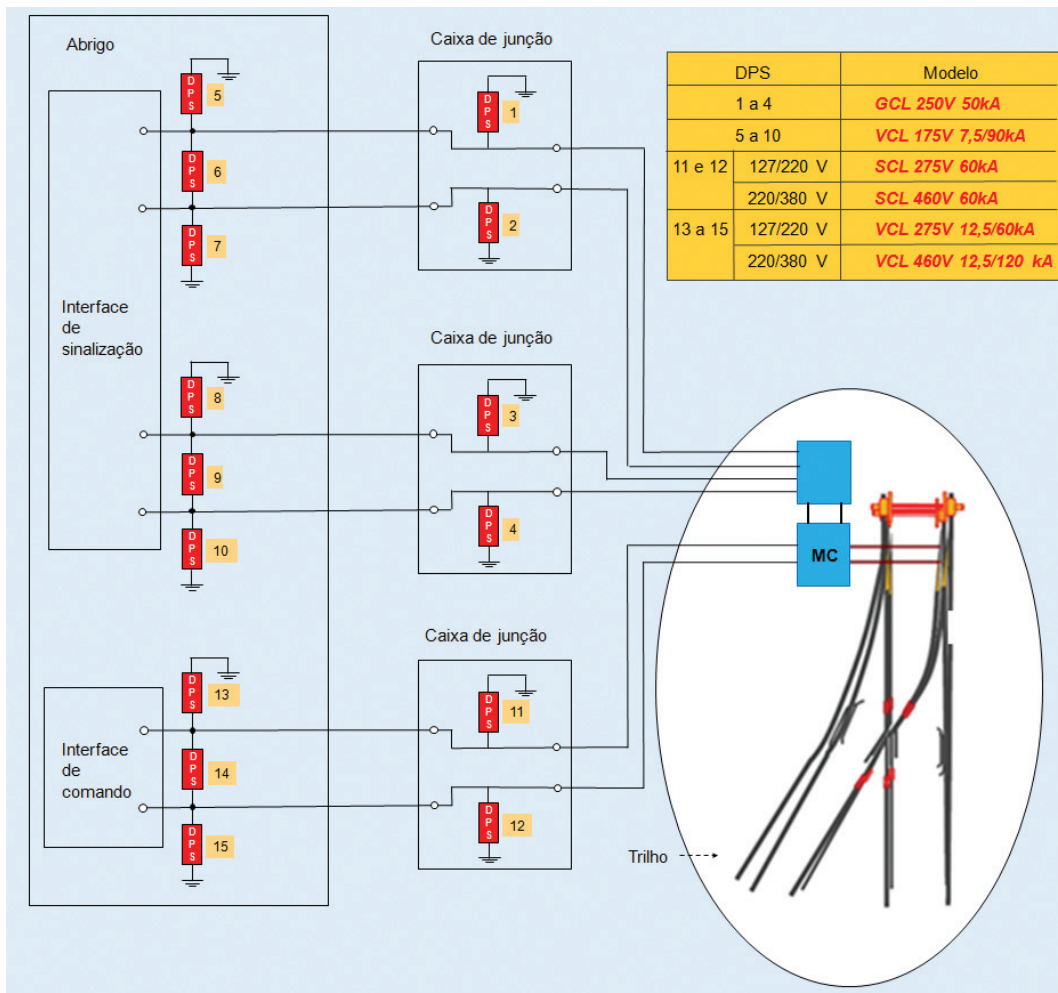 Abrigo
Interface
de
sinalização
Interface
de
comando
DPS
5
DPS
6
DPS
7
DPS
8
DPS
9
DPS
10
DPS
13
DPS
14
DPS
15
Caixa de junção
DPS
1
DPS
2
Caixa de junção
DPS
3
DPS
4
Caixa de junção
DPS
11
DPS
12
DPS Modelo
1 a 4 GCL 250V 50kA
5 a 10 VCL 175V 7,5/90kA
11 e 12 127/220 V SCL 275V 60kA
220/380 V SCL 460V 60kA
13 a 15 127/220 V VCL 275V 12,5/60kA
220/380 V VCL 460V 12,5/120 kA
MC
Trilho